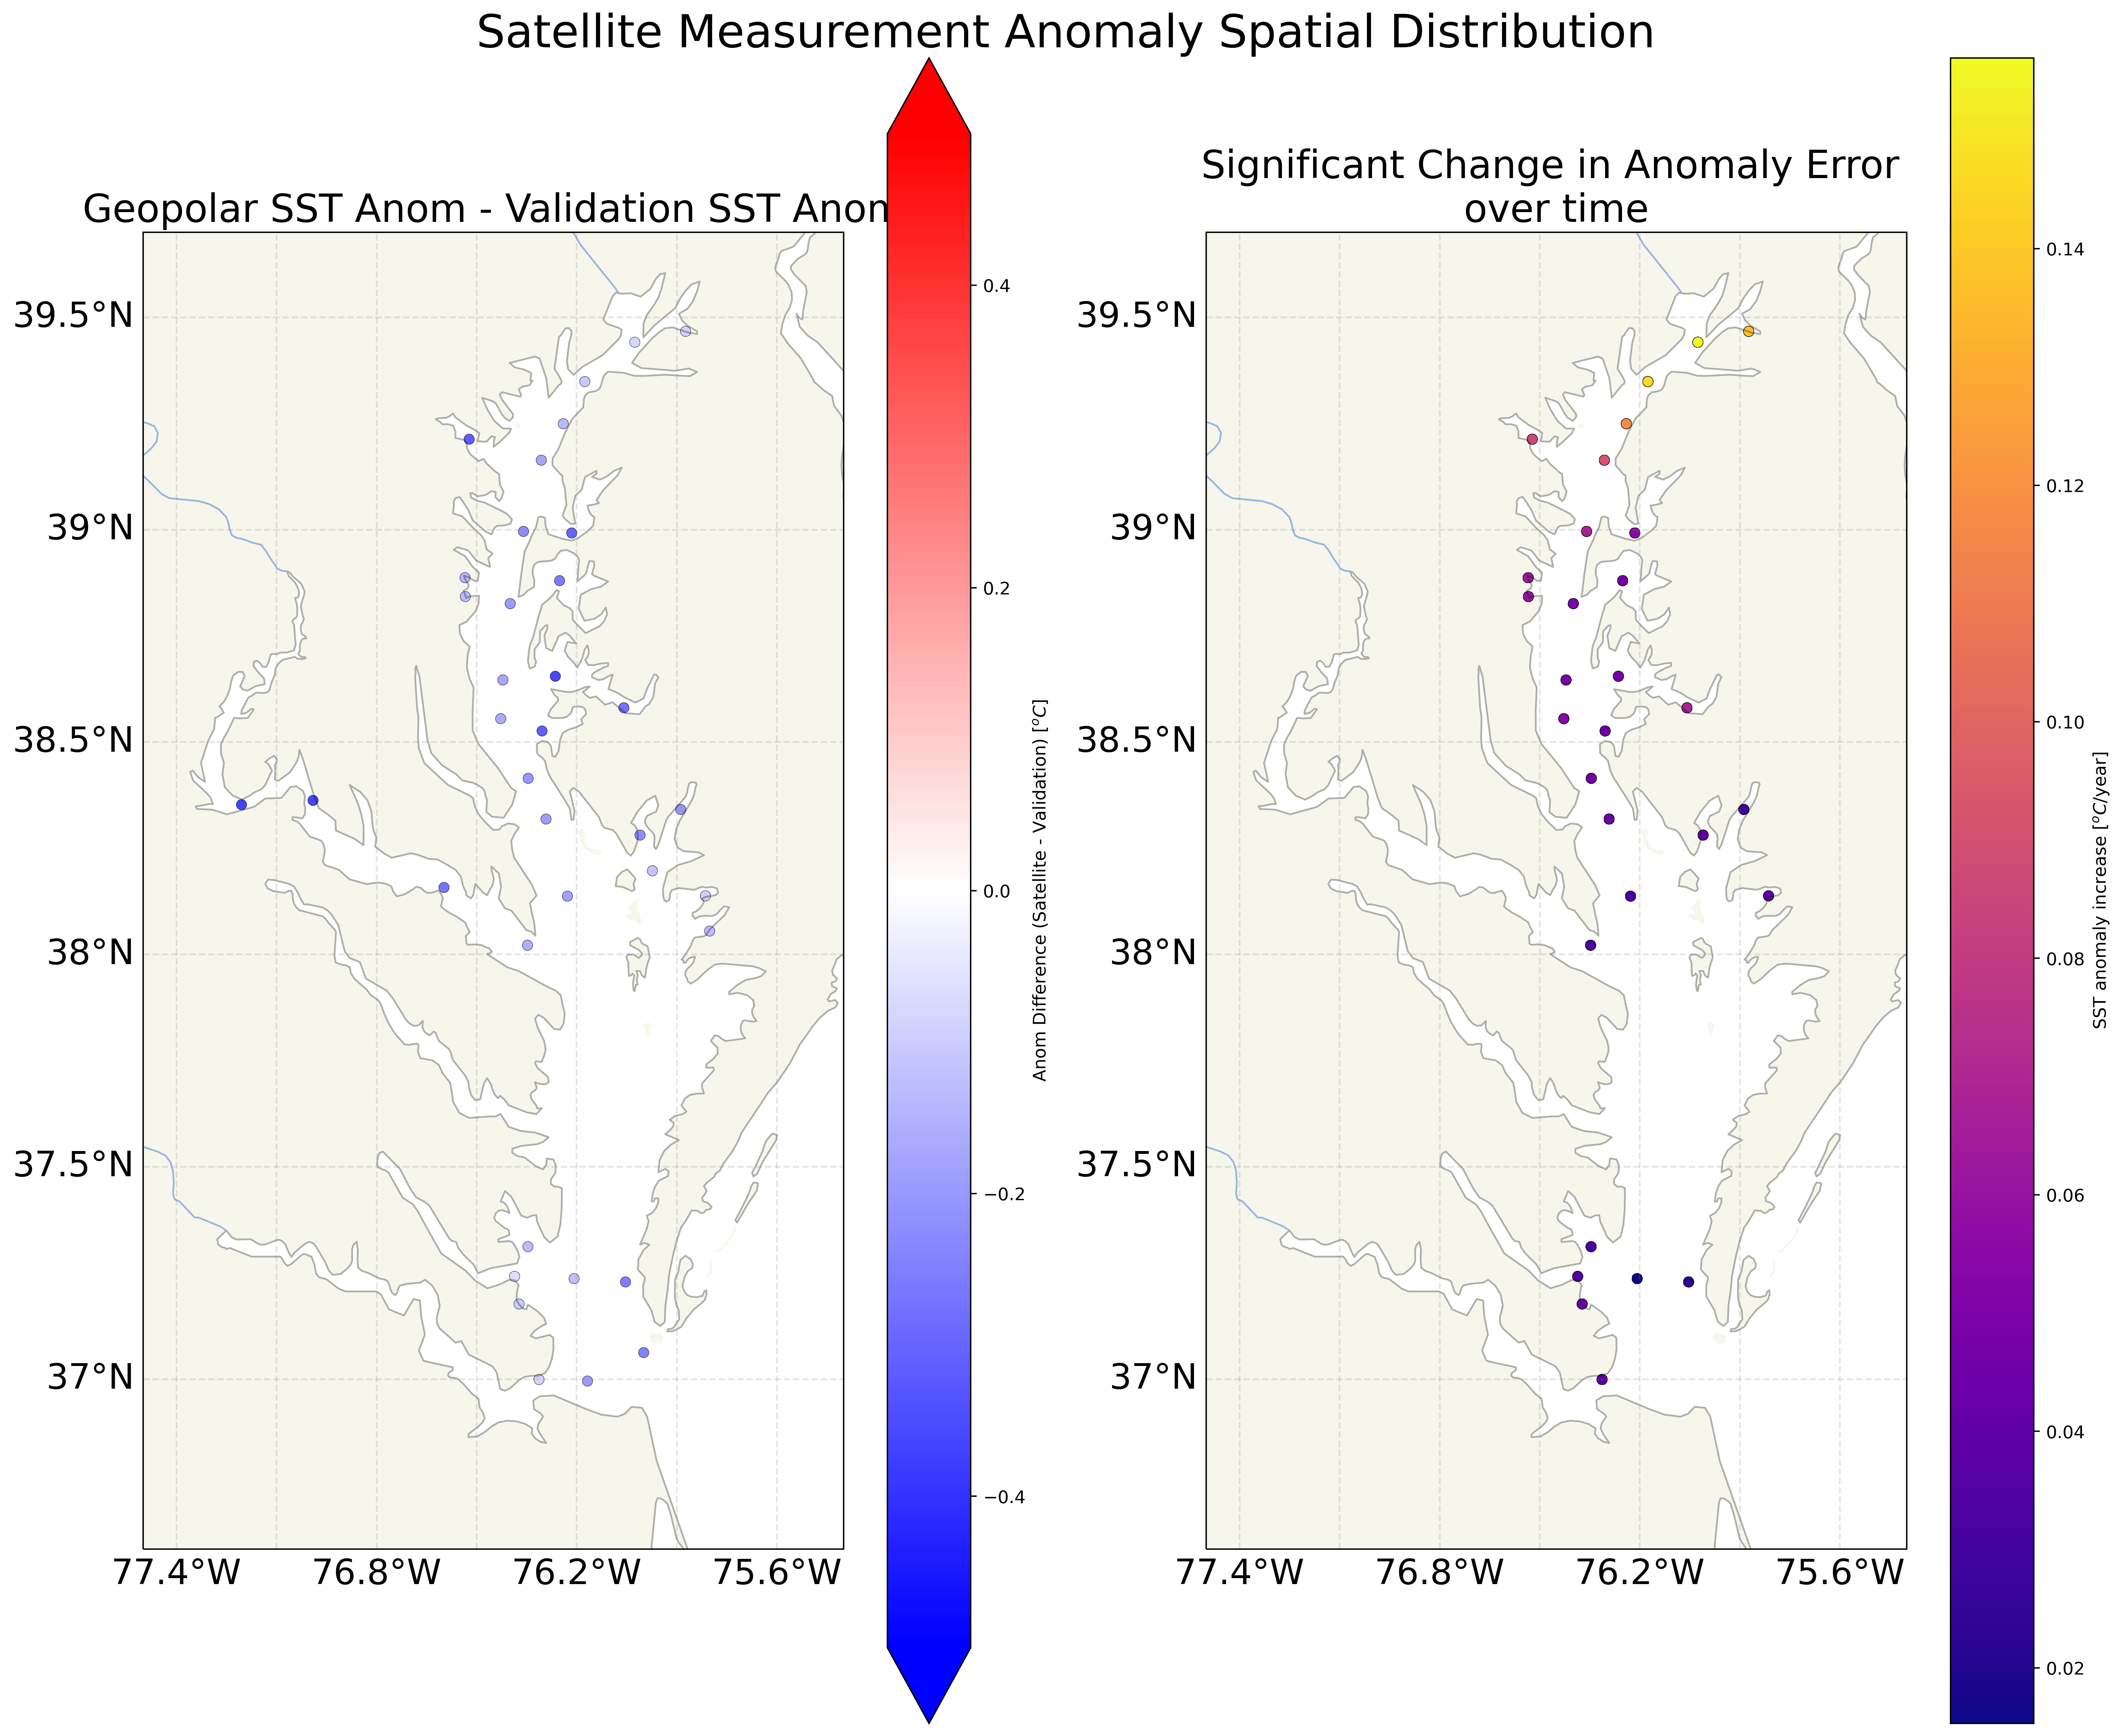 Satellite Measurement Anomaly Spatial Distribution
Geopolar SST Anom - Validation SST Anom
39.5°N
39°N
38.5°N
38°N
37.5°N
37°N
77.4°W
76.8°W
76.2°W
75.6°W
0.4
0.2
0.0
−0.2
−0.4
Anom Difference (Satellite - Validation) [°C]
Significant Change in Anomaly Error
over time
39.5°N
39°N
38.5°N
38°N
37.5°N
37°N
77.4°W
76.8°W
76.2°W
75.6°W
0.14
0.12
0.10
0.08
0.06
0.04
0.02
SST anomaly increase [°C/year]